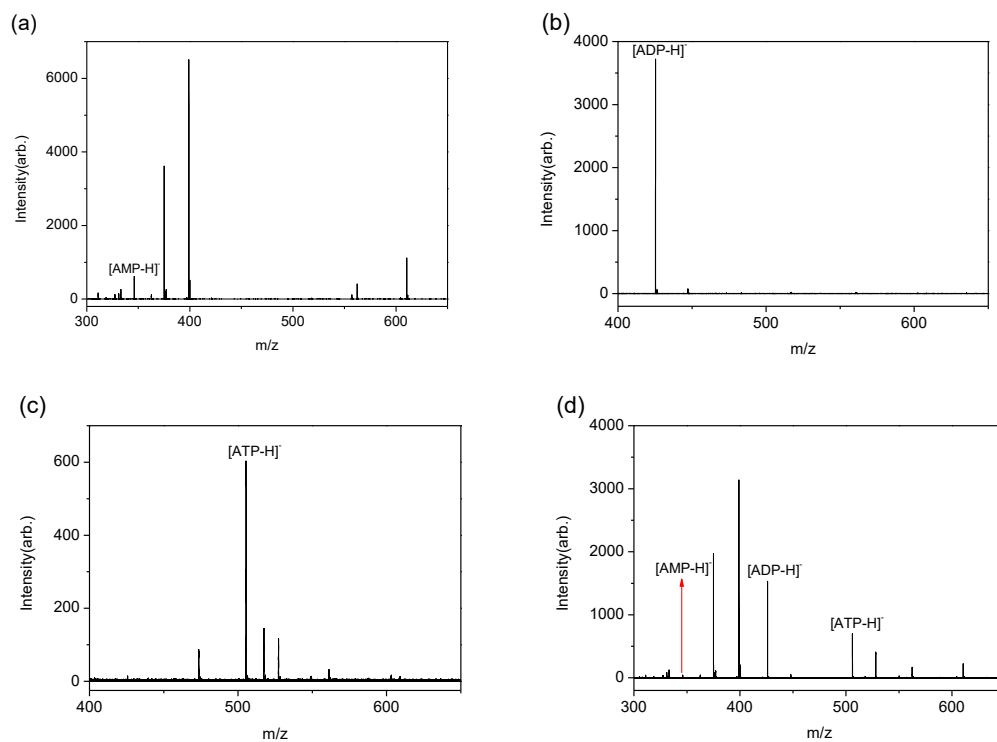 (a)
6000
4000
2000
0
Intensity(arb.)
[AMP-H]⁻
300 400 500 600
m/z
(b)
4000
3000
2000
1000
0
Intensity(arb.)
[ADP-H]⁻
400 500 600
m/z
(c)
600
400
200
0
Intensity(arb.)
[ATP-H]⁻
400 500 600
m/z
(d)
4000
3000
2000
1000
0
Intensity(arb.)
[AMP-H]⁻ [ADP-H]⁻
[ATP-H]⁻
300 400 500 600
m/z